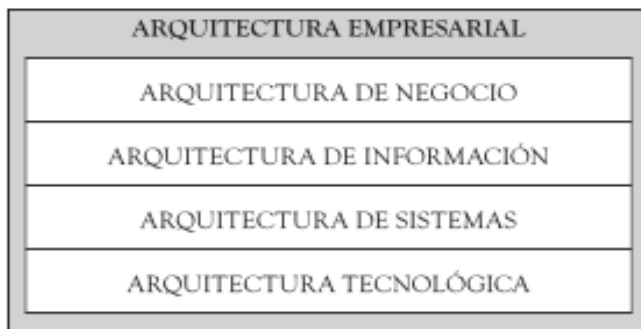 ARQUITECTURA EMPRESARIAL
ARQUITECTURA DE NEGOCIO
ARQUITECTURA DE INFORMACIÓN
ARQUITECTURA DE SISTEMAS
ARQUITECTURA TECNOLÓGICA